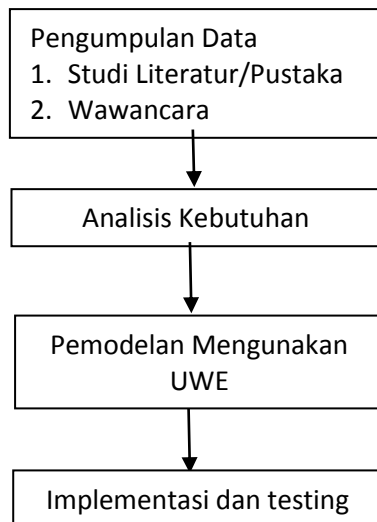 Pengumpulan Data
1. Studi Literatur/Pustaka
2. Wawancara
Analisis Kebutuhan
Pemodelan Mengunakan
UWE
Implementasi dan testing